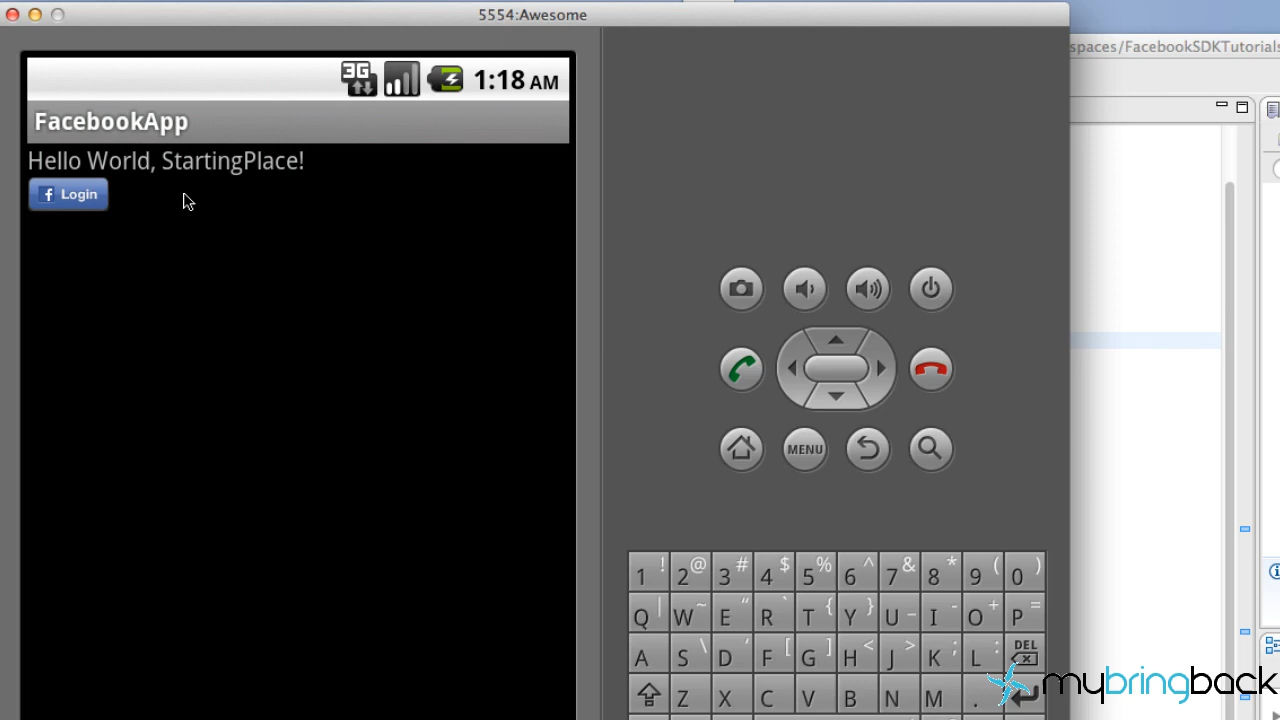 5554:Awesome
spaces/FacebookSDKTutorials
3G 1:18 AM
FacebookApp
Hello World, StartingPlace!
f Login
MENU
1 ! 2 @ 3 # 4 $ 5 % 6 ^ 7 & 8 * 9 ( 0 )
Q | W ~ E “ R ` T { Y } U _ I - O + P =
A S \ D ‘ F [ G ] H < J > K ; L : DEL
Z X C V B N M .
mybringback